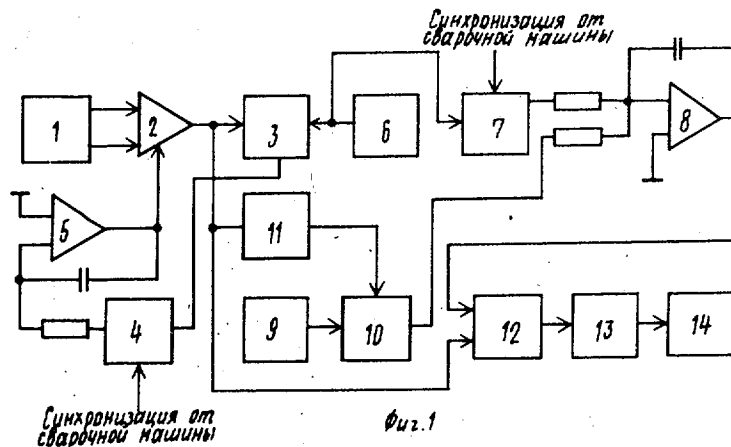 Синхронизация от
сварочной машины
1
2
3
6
7
8
5
11
4
9
10
12
13
14
Синхронизация от
сварочной машины
Фиг.1